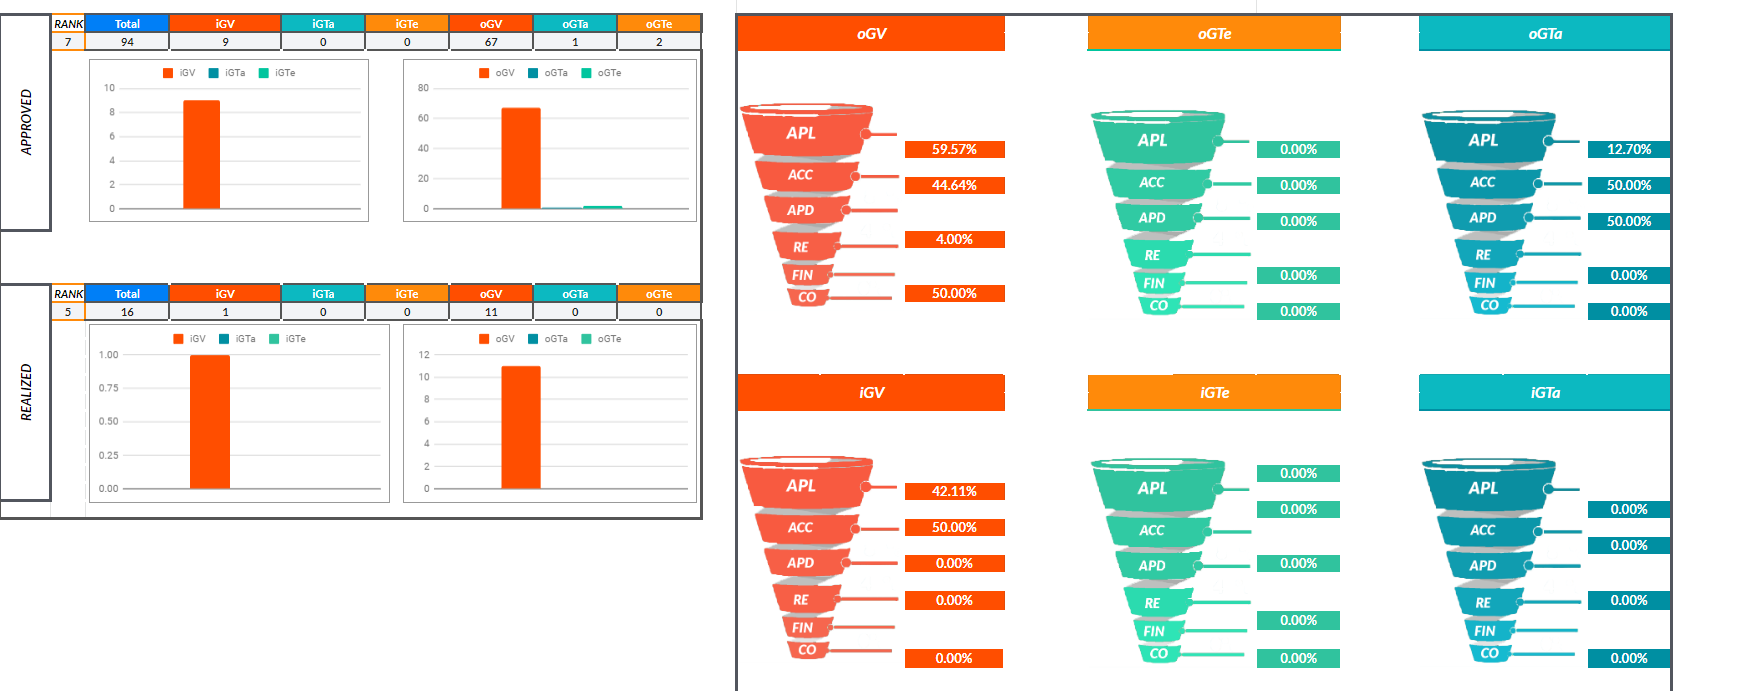 RANK Total iGV iGTa iGTe oGV oGTa oGTe
7 94 9 0 0 67 1 2
APPROVED
iGV iGTa iGTe
10
8
6
4
2
0
oGV oGTa oGTe
80
60
40
20
0
RANK Total iGV iGTa iGTe oGV oGTa oGTe
5 16 1 0 0 11 0 0
REALIZED
iGV iGTa iGTe
1.00
0.75
0.50
0.25
0.00
oGV oGTa oGTe
12
10
8
6
4
2
0
oGV
APL
59.57%
ACC
44.64%
APD
RE
4.00%
FIN
CO
50.00%
oGTe
APL
0.00%
ACC
0.00%
APD
0.00%
RE
0.00%
FIN
CO
0.00%
oGTa
APL
12.70%
ACC
50.00%
APD
50.00%
RE
0.00%
FIN
CO
0.00%
iGV
APL
42.11%
ACC
50.00%
APD
0.00%
RE
0.00%
FIN
CO
0.00%
iGTe
0.00%
APL
0.00%
ACC
APD
0.00%
RE
0.00%
FIN
CO
0.00%
iGTa
APL
0.00%
ACC
0.00%
APD
RE
0.00%
FIN
CO
0.00%